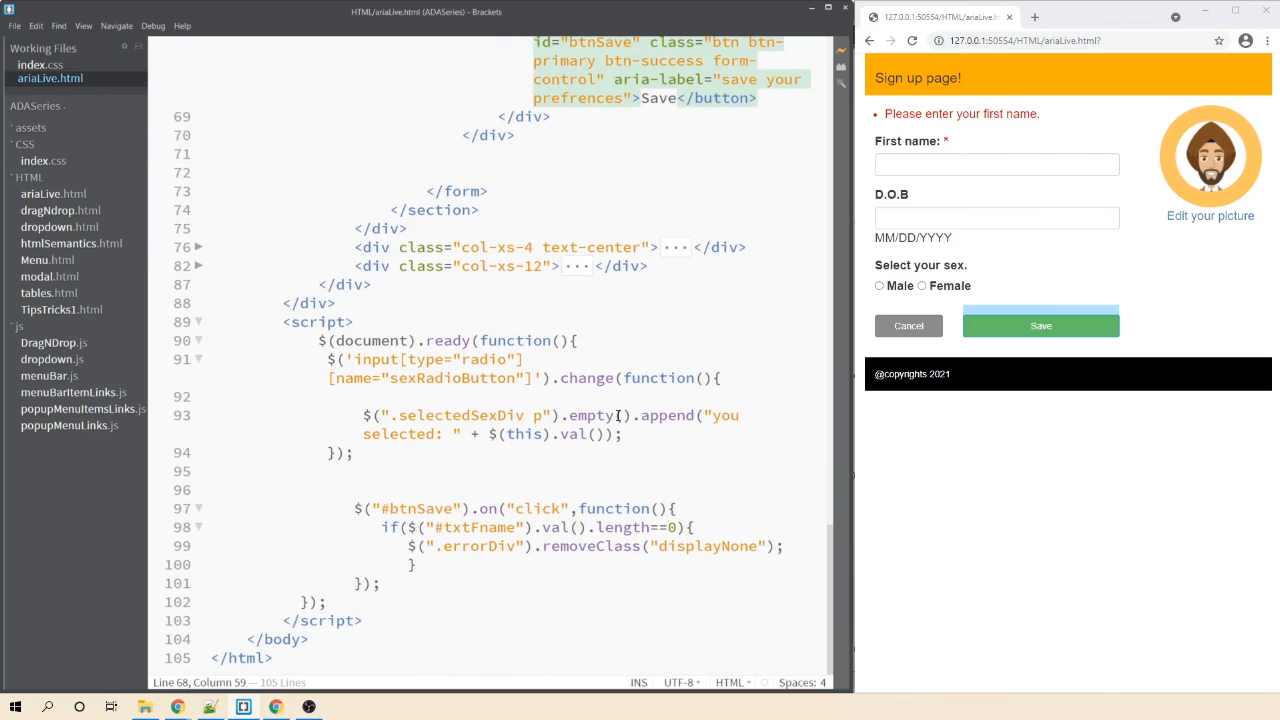 HTML/ariaLive.html (ADASeries) - Brackets
File Edit Find View Navigate Debug Help
Working Files
index.css
ariaLive.html
ADASeries
assets
CSS
index.css
HTML
ariaLive.html
dragNdrop.html
dropdown.html
htmlSemantics.html
Menu.html
modal.html
tables.html
TipsTricks1.html
js
DragNDrop.js
dropdown.js
menuBar.js
menuBarItemLinks.js
popupMenuItemsLinks.js
popupMenuLinks.js
id="btnSave" class="btn btn-
primary btn-success form-
control" aria-label="save your
prefrences">Save</button>
69 </div>
70 </div>
71
72
73 </form>
74 </section>
75 </div>
76 <div class="col-xs-4 text-center"> ... </div>
82 <div class="col-xs-12"> ... </div>
87 </div>
88 </div>
89 <script>
90 $(document).ready(function(){
91 $('input[type="radio"]
[name="sexRadioButton"]').change(function(){
92
93 $(".selectedSexDiv p").empty().append("you
selected: " + $(this).val());
94 });
95
96
97 $("#btnSave").on("click",function(){
98 if($("#txtFname").val().length==0){
99 $(".errorDiv").removeClass("displayNone");
100 }
101 });
102 });
103 </script>
104 </body>
105 </html>
Line 68, Column 59 — 105 Lines
INS UTF-8 HTML Spaces: 4
127.0.0.1:50554/HTML/ariaLive.h
127.0.0.1:50554/HTML/ariaLive.html?
Sign up page!
• Please enter your first name.
First name: *
D.O.B
MM/DD/YYYY
Select your sex.
Male Female
Cancel Save
Edit your picture
@copyrights 2021